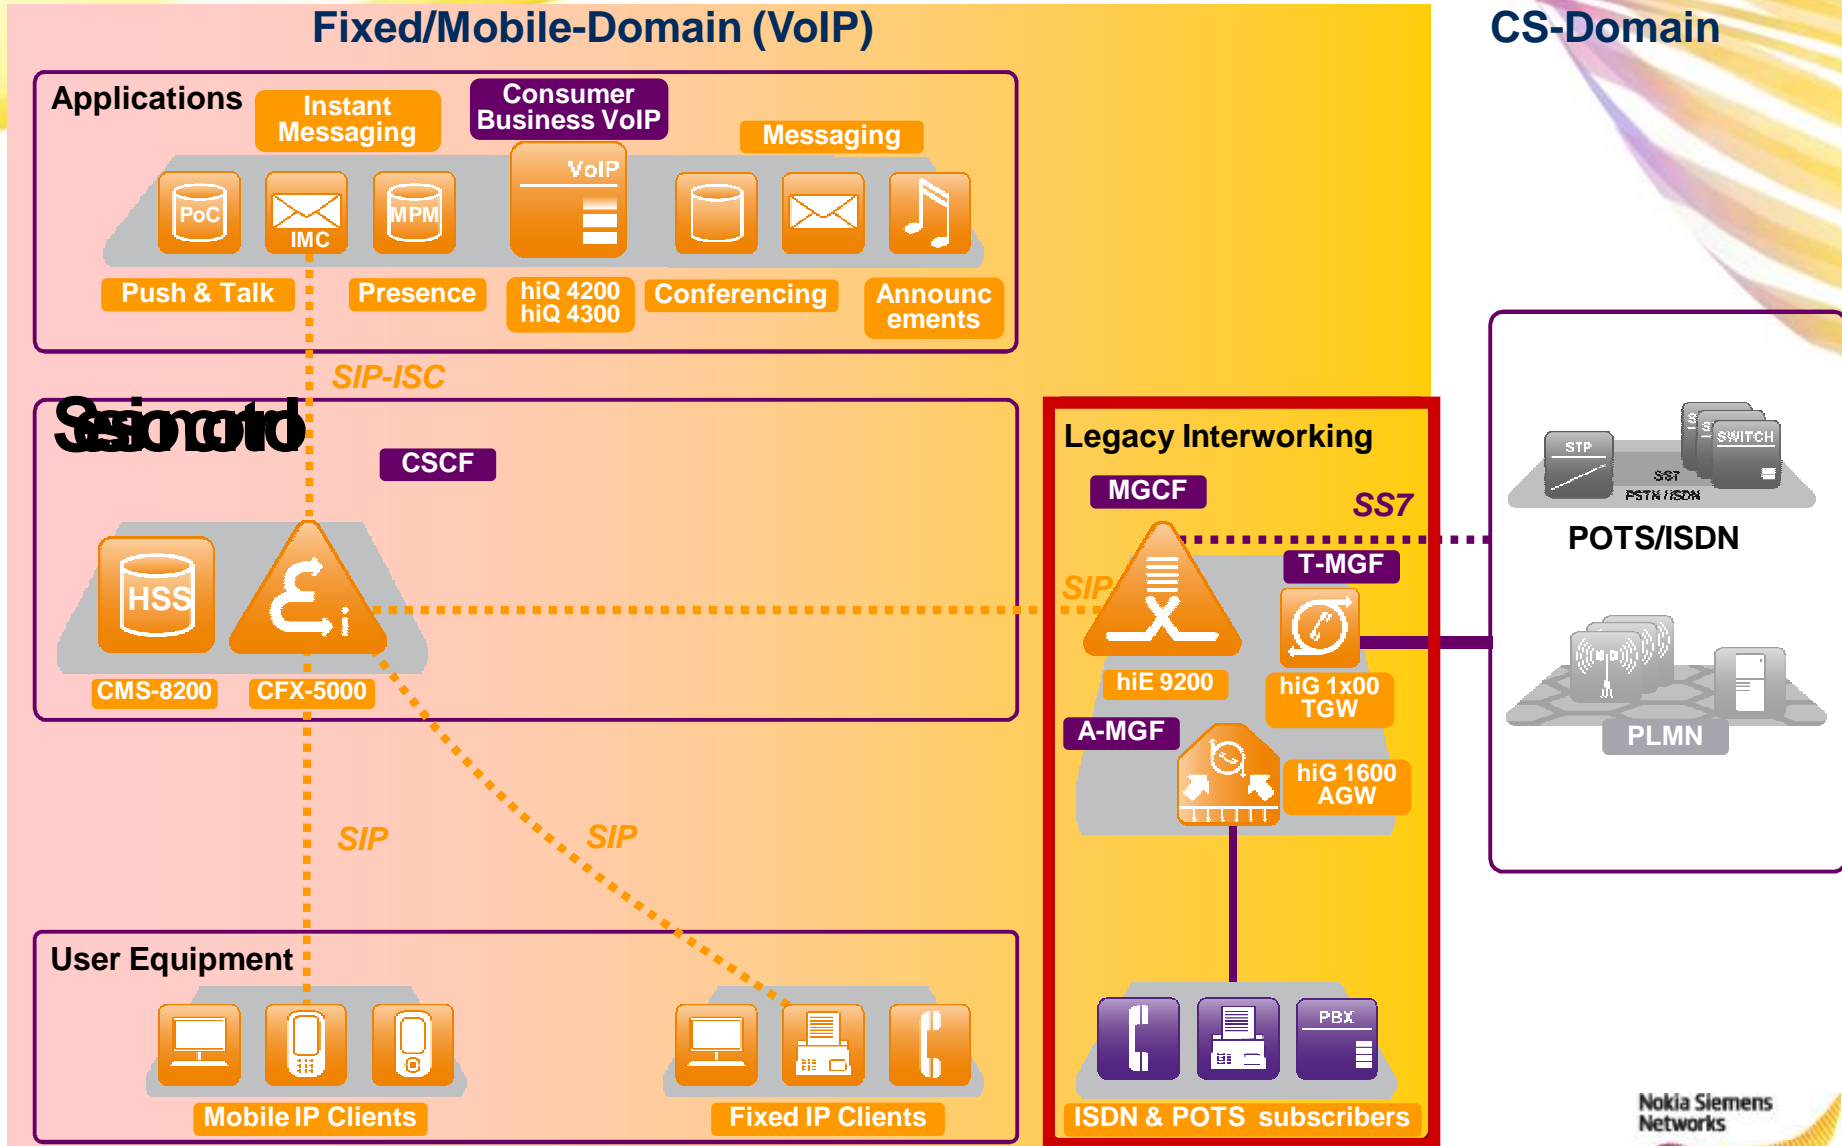 Fixed/Mobile-Domain (VoIP)
CS-Domain
Applications
Instant
Messaging
Consumer
Business VoIP
Messaging
PoC
IMC
MPM
VoIP
Push & Talk
Presence
hiQ 4200
hiQ 4300
Conferencing
Announc
ements
SIP-ISC
CSCF
HSS
i
CMS-8200
CFX-5000
SIP
SIP
SIP
Legacy Interworking
MGCF
SS7
T-MGF
hiE 9200
hiG 1x00
TGW
A-MGF
hiG 1600
AGW
STP
S
S
SWITCH
SS7
PSTN / ISDN
POTS/ISDN
PLMN
User Equipment
Mobile IP Clients
Fixed IP Clients
PBX
ISDN & POTS subscribers
Nokia Siemens
Networks